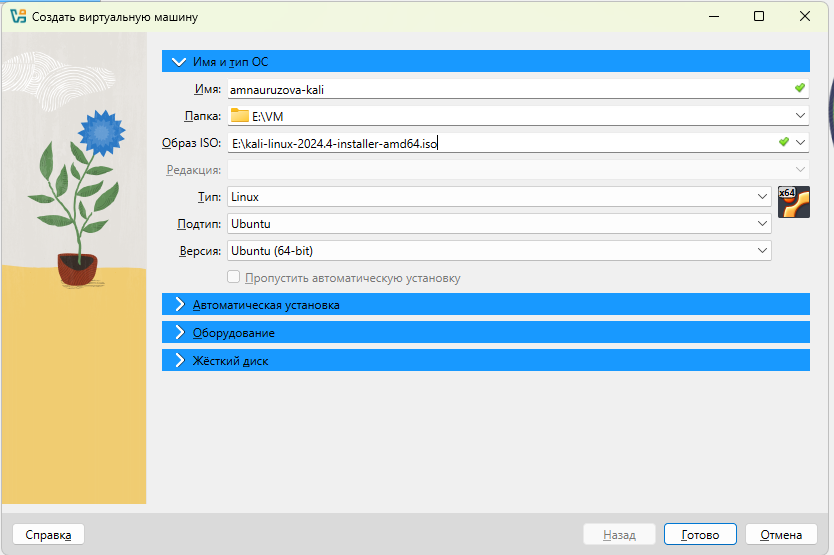 Создать виртуальную машину
Имя и тип ОС
Имя: amnauruzova-kali
Папка: E:\VM
Образ ISO: E:\kali-linux-2024.4-installer-amd64.iso
Редакция:
Тип: Linux
x64
Подтип: Ubuntu
Версия: Ubuntu (64-bit)
Пропустить автоматическую установку
Автоматическая установка
Оборудование
Жёсткий диск
Справка Назад Готово Отмена